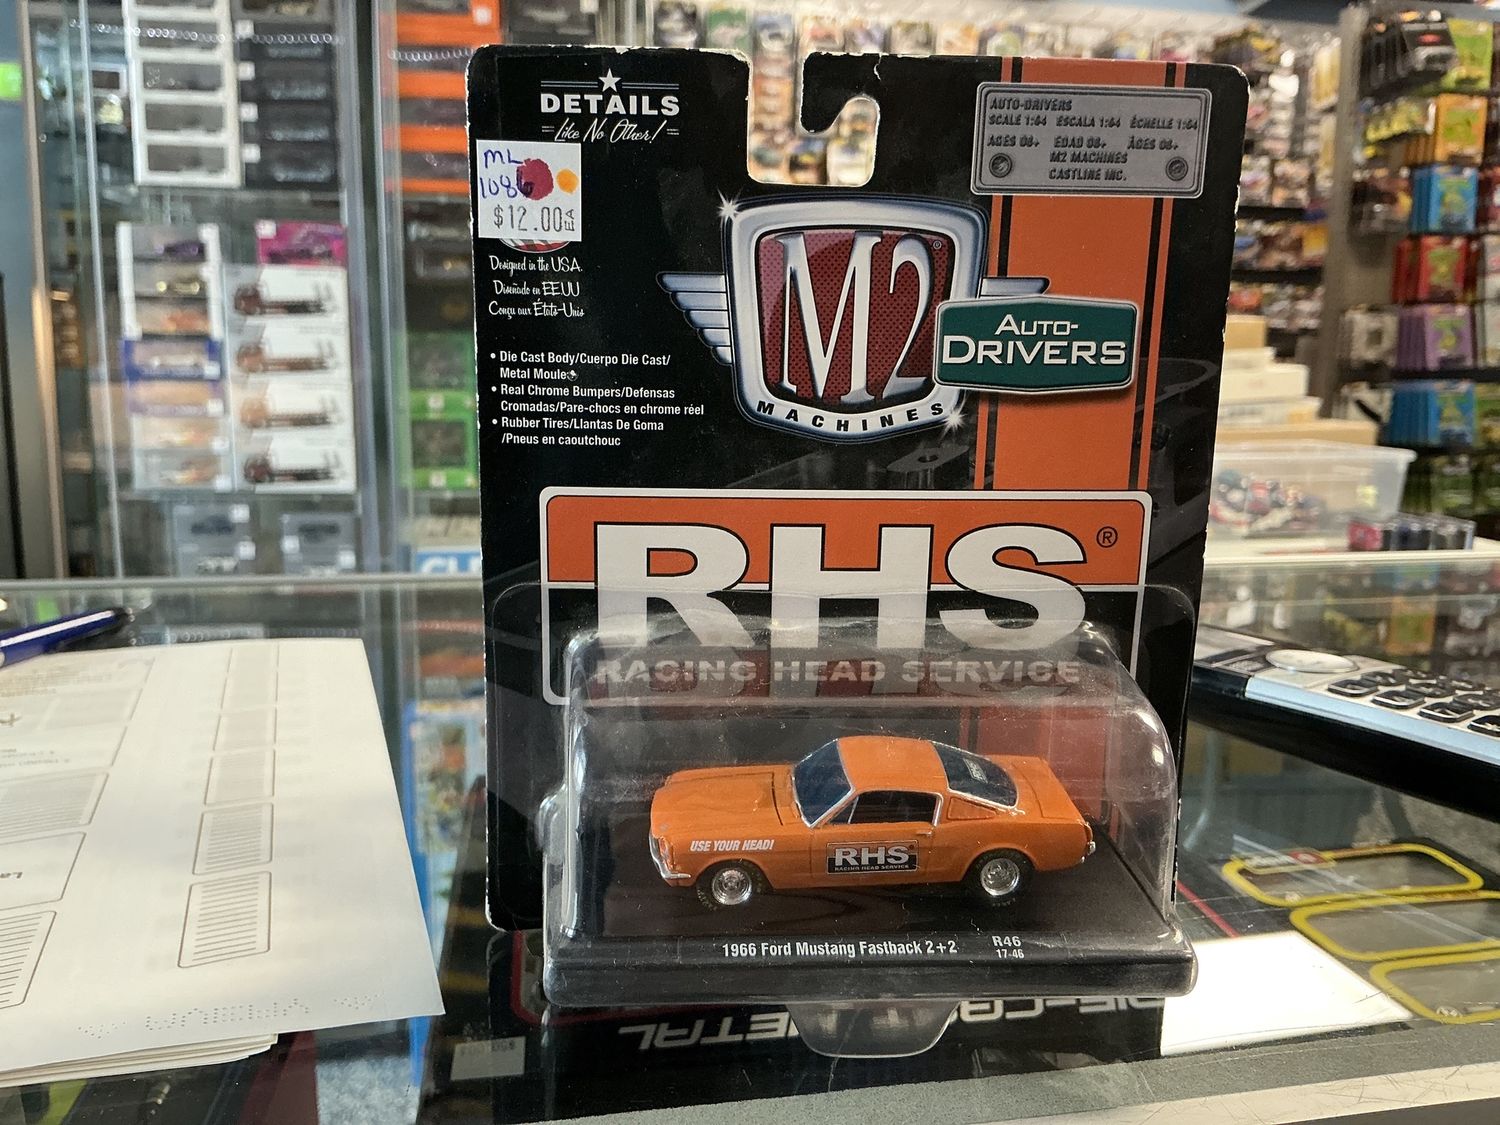 DETAILS
Like No Other!
ML
1086
$12.00 EA
Designed in the USA.
Diseñado en EEUU
Conçu aux États-Unis
• Die Cast Body/Cuerpo Die Cast/
Metal Moulé
• Real Chrome Bumpers/Defensas
Cromadas/Pare-chocs en chrome réel
• Rubber Tires/Llantas De Goma
/Pneus en caoutchouc
AUTO-DRIVERS
SCALE 1:64 ESCALA 1:64 ÉCHELLE 1:64
AGES 08+ EDAD 08+ ÂGES 08+
M2 MACHINES
CASTLINE INC.
M2®
MACHINES
AUTO-
DRIVERS
RHS®
RACING HEAD SERVICE
USE YOUR HEAD!
RHS
RACING HEAD SERVICE
1966 Ford Mustang Fastback 2+2 R46
17-46